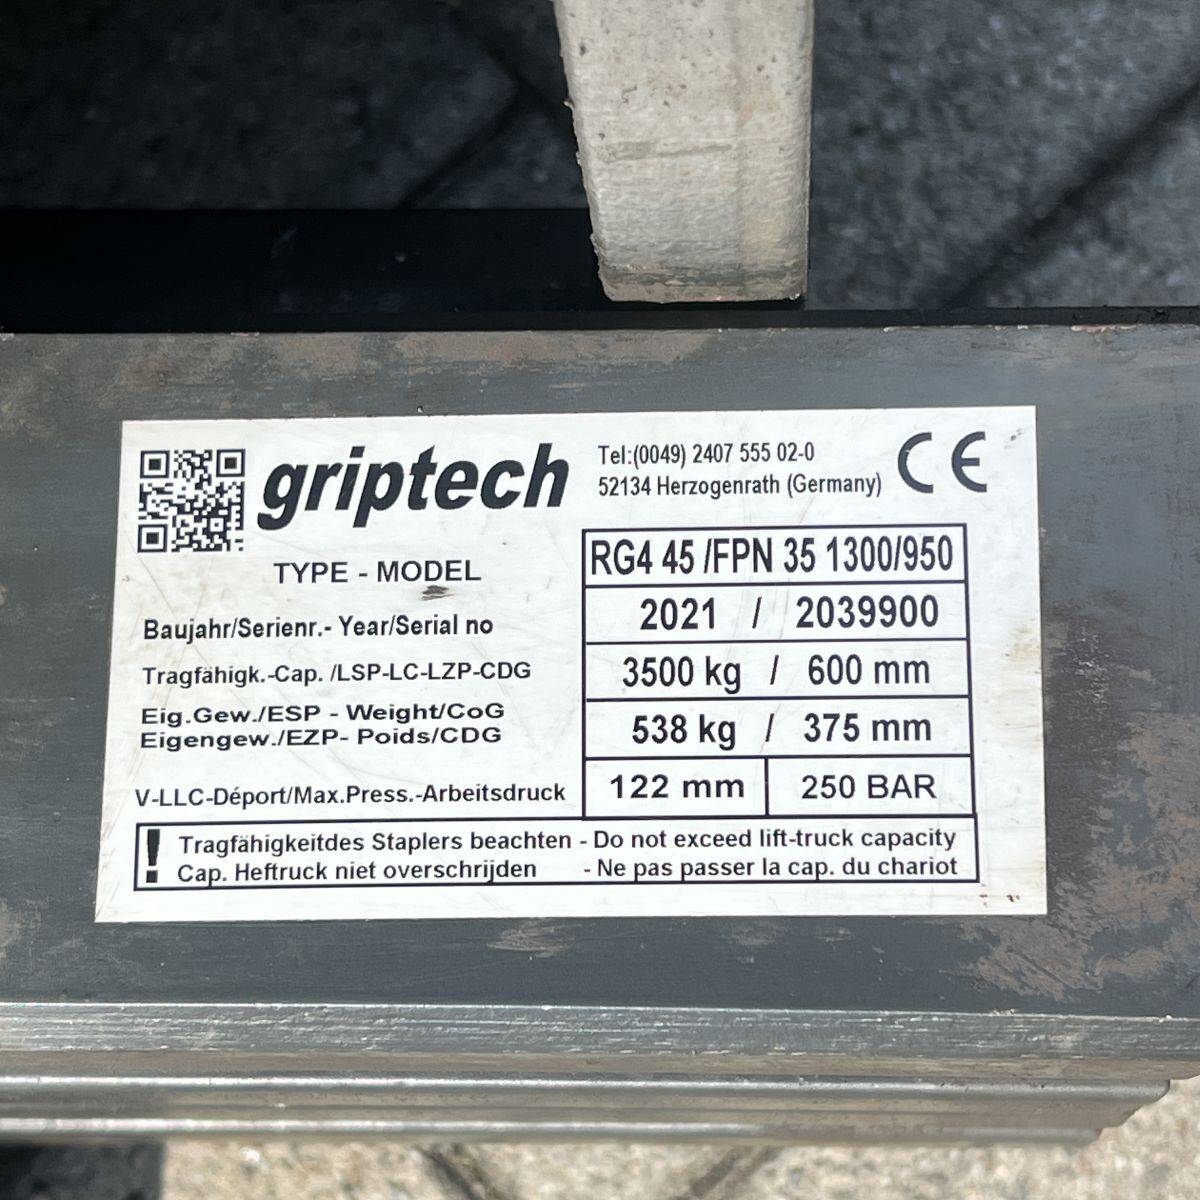 griptech
Tel:(0049) 2407 555 02-0
52134 Herzogenrath (Germany)
CE
TYPE - MODEL
RG4 45 /FPN 35 1300/950
Baujahr/Serienr.- Year/Serial no
2021 / 2039900
Tragfähigk.-Cap. /LSP-LC-LZP-CDG
3500 kg / 600 mm
Eig.Gew./ESP - Weight/CoG
Eigengew./EZP- Poids/CDG
538 kg / 375 mm
V-LLC-Déport/Max.Press.-Arbeitsdruck
122 mm 250 BAR
! Tragfähigkeitdes Staplers beachten - Do not exceed lift-truck capacity
Cap. Heftruck niet overschrijden - Ne pas passer la cap. du chariot